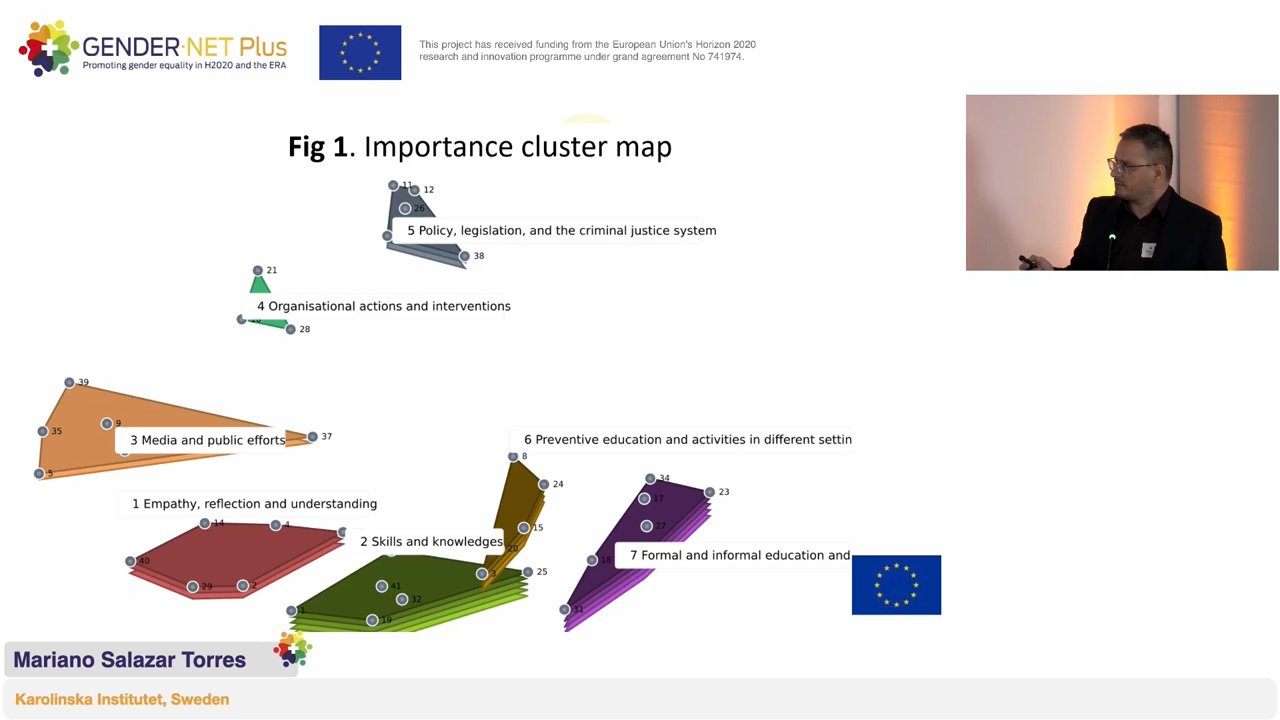 GENDER·NET Plus
Promoting gender equality in H2020 and the ERA
This project has received funding from the European Union's Horizon 2020
research and innovation programme under grand agreement No 741974.
Fig 1. Importance cluster map
11
12
26
5 Policy, legislation, and the criminal justice system
38
21
4 Organisational actions and interventions
28
39
9
35
3 Media and public efforts
37
5
6 Preventive education and activities in different settin
8
34
24
23
17
1 Empathy, reflection and understanding
14
4
15
27
2 Skills and knowledges
20
7 Formal and informal education and
40
18
3
25
29
2
41
32
1
31
19
Mariano Salazar Torres
Karolinska Institutet, Sweden